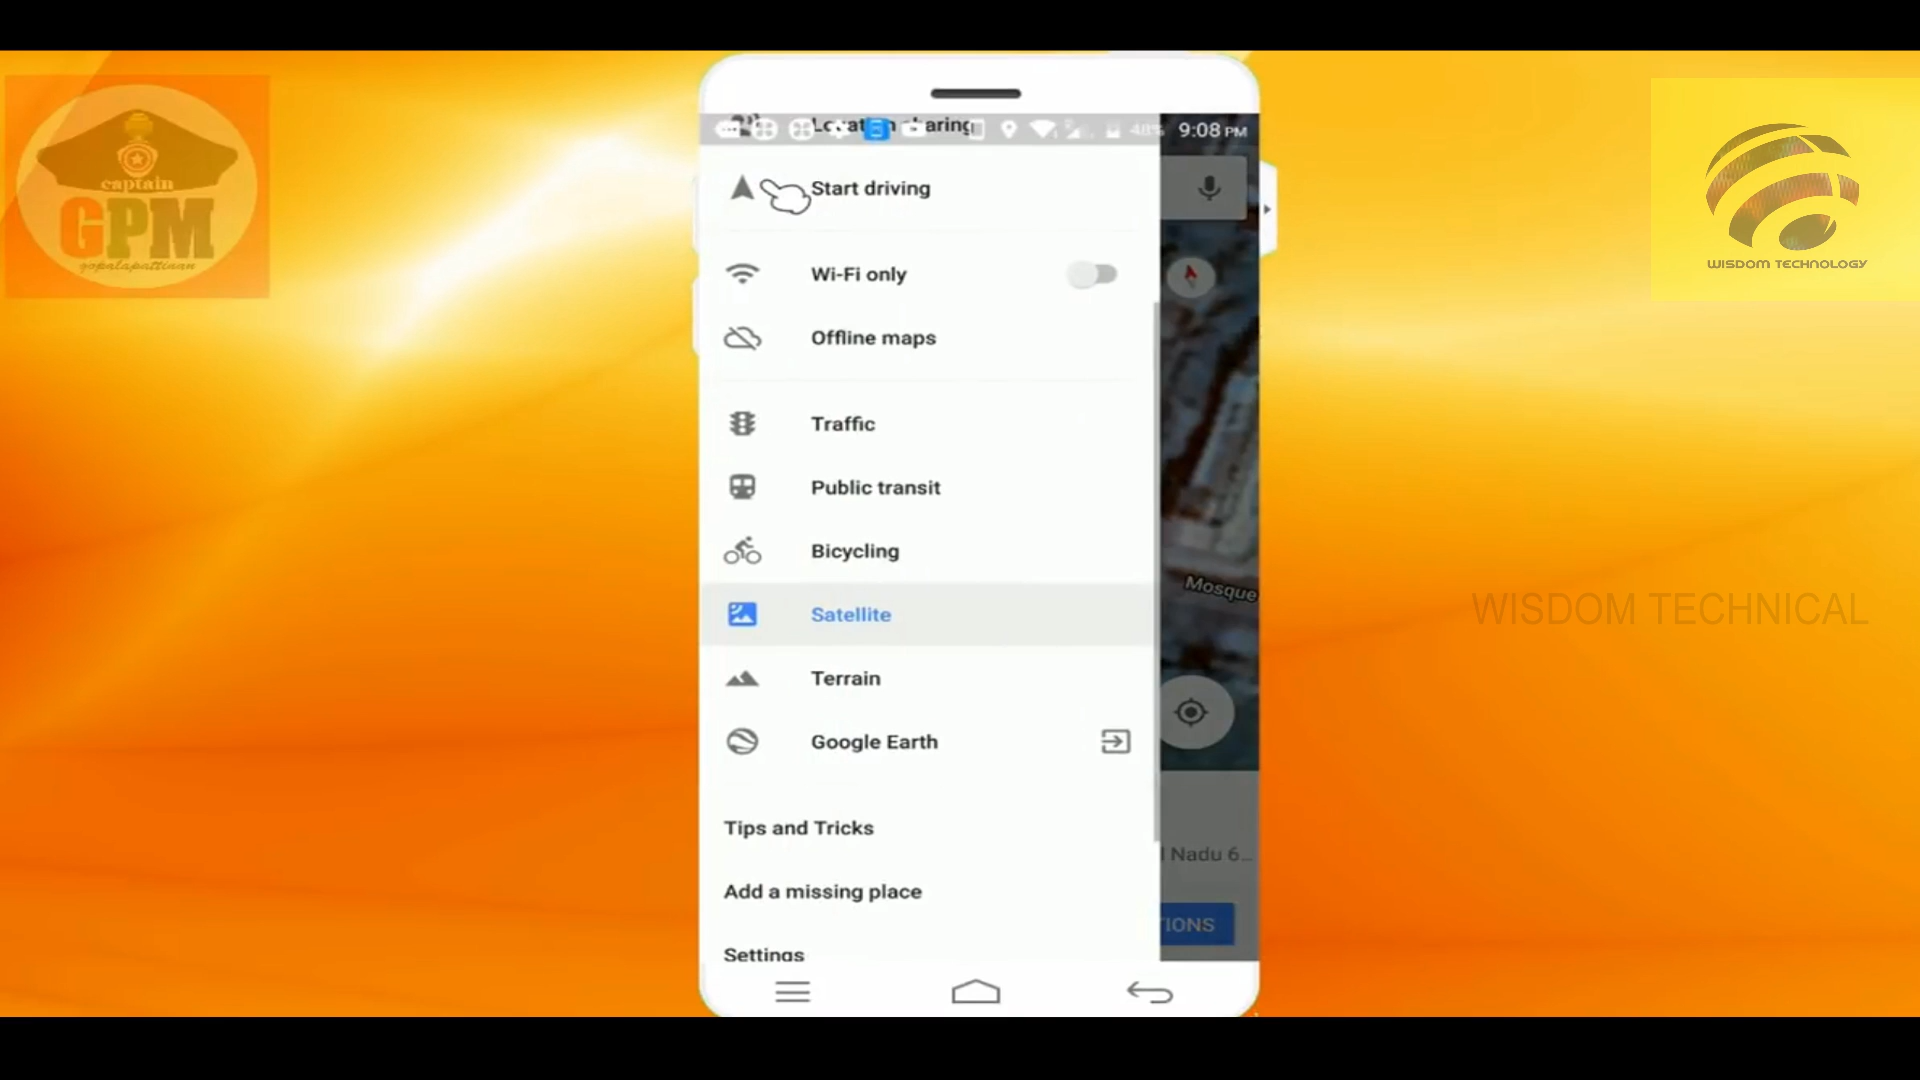 captain
GPM
gopalapattinan
WISDOM TECHNOLOGY
WISDOM TECHNICAL
Location sharing
48%
9:08 PM
Start driving
Wi-Fi only
Offline maps
Traffic
Public transit
Bicycling
Satellite
Terrain
Google Earth
Tips and Tricks
Add a missing place
Settings
Mosque
l Nadu 6...
TIONS